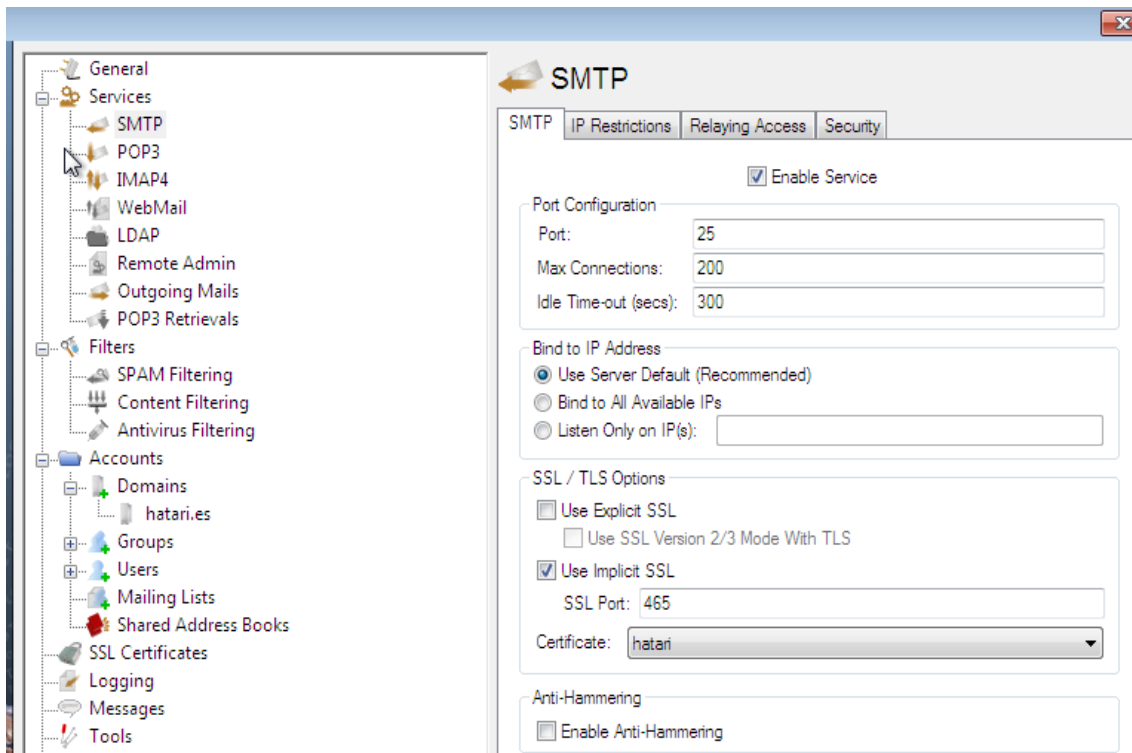 General
Services
SMTP
POP3
IMAP4
WebMail
LDAP
Remote Admin
Outgoing Mails
POP3 Retrievals
Filters
SPAM Filtering
Content Filtering
Antivirus Filtering
Accounts
Domains
hatari.es
Groups
Users
Mailing Lists
Shared Address Books
SSL Certificates
Logging
Messages
Tools
SMTP
SMTP IP Restrictions Relaying Access Security
Enable Service
Port Configuration
Port: 25
Max Connections: 200
Idle Time-out (secs): 300
Bind to IP Address
Use Server Default (Recommended)
Bind to All Available IPs
Listen Only on IP(s):
SSL / TLS Options
Use Explicit SSL
Use SSL Version 2/3 Mode With TLS
Use Implicit SSL
SSL Port: 465
Certificate: hatari
Anti-Hammering
Enable Anti-Hammering